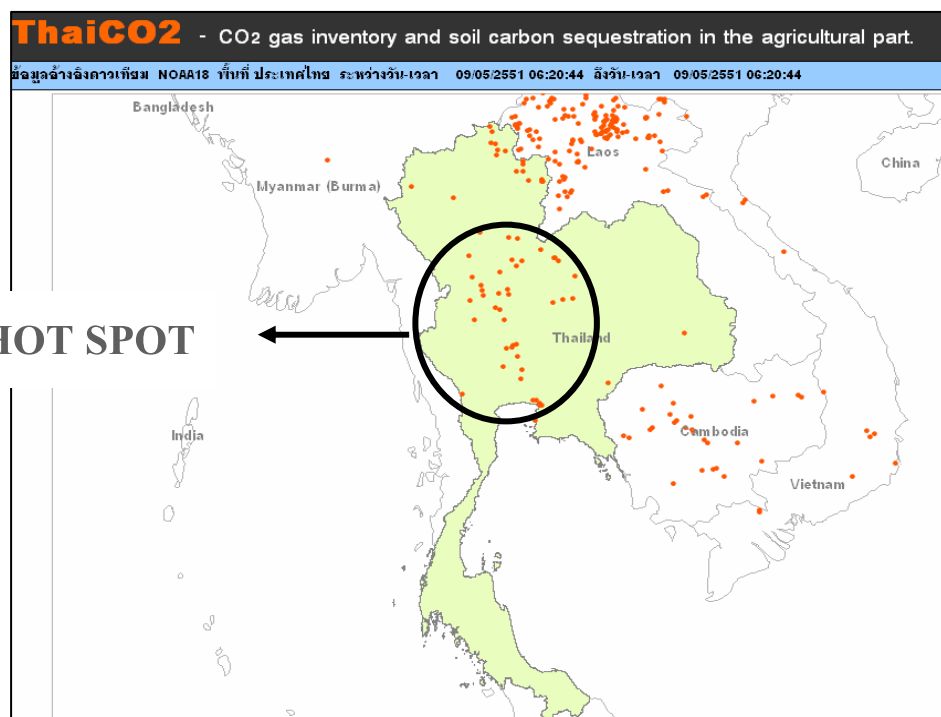 ThaiCO2 - CO2 gas inventory and soil carbon sequestration in the agricultural part.
ข้อมูลอ้างอิงดาวเทียม NOAA18 พื้นที่ ประเทศไทย ระหว่างวัน-เวลา 09/05/2551 06:20:44 ถึงวัน-เวลา 09/05/2551 06:20:44
Bangladesh
Laos
China
Myanmar (Burma)
HOT SPOT
Thailand
India
Cambodia
Vietnam